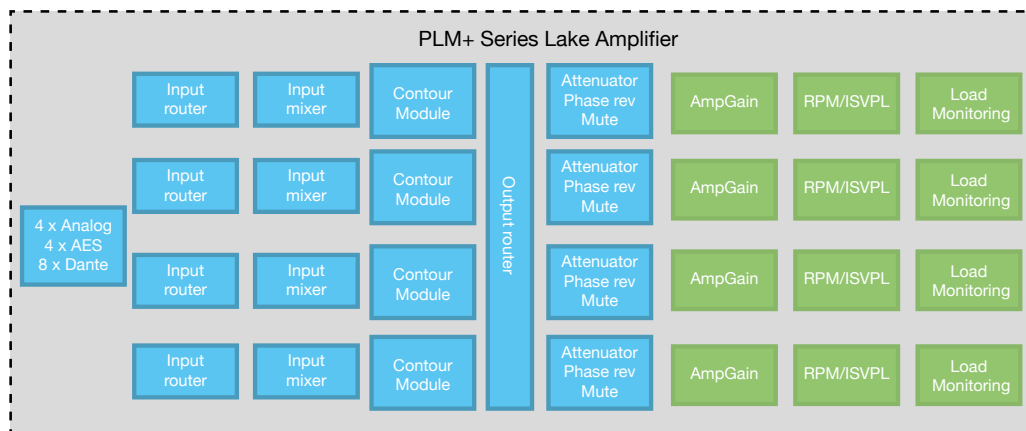 PLM+ Series Lake Amplifier
4 x Analog
4 x AES
8 x Dante
Input
router
Input
mixer
Contour
Module
Output router
Attenuator
Phase rev
Mute
AmpGain
RPM/ISVPL
Load
Monitoring
Input
router
Input
mixer
Contour
Module
Attenuator
Phase rev
Mute
AmpGain
RPM/ISVPL
Load
Monitoring
Input
router
Input
mixer
Contour
Module
Attenuator
Phase rev
Mute
AmpGain
RPM/ISVPL
Load
Monitoring
Input
router
Input
mixer
Contour
Module
Attenuator
Phase rev
Mute
AmpGain
RPM/ISVPL
Load
Monitoring